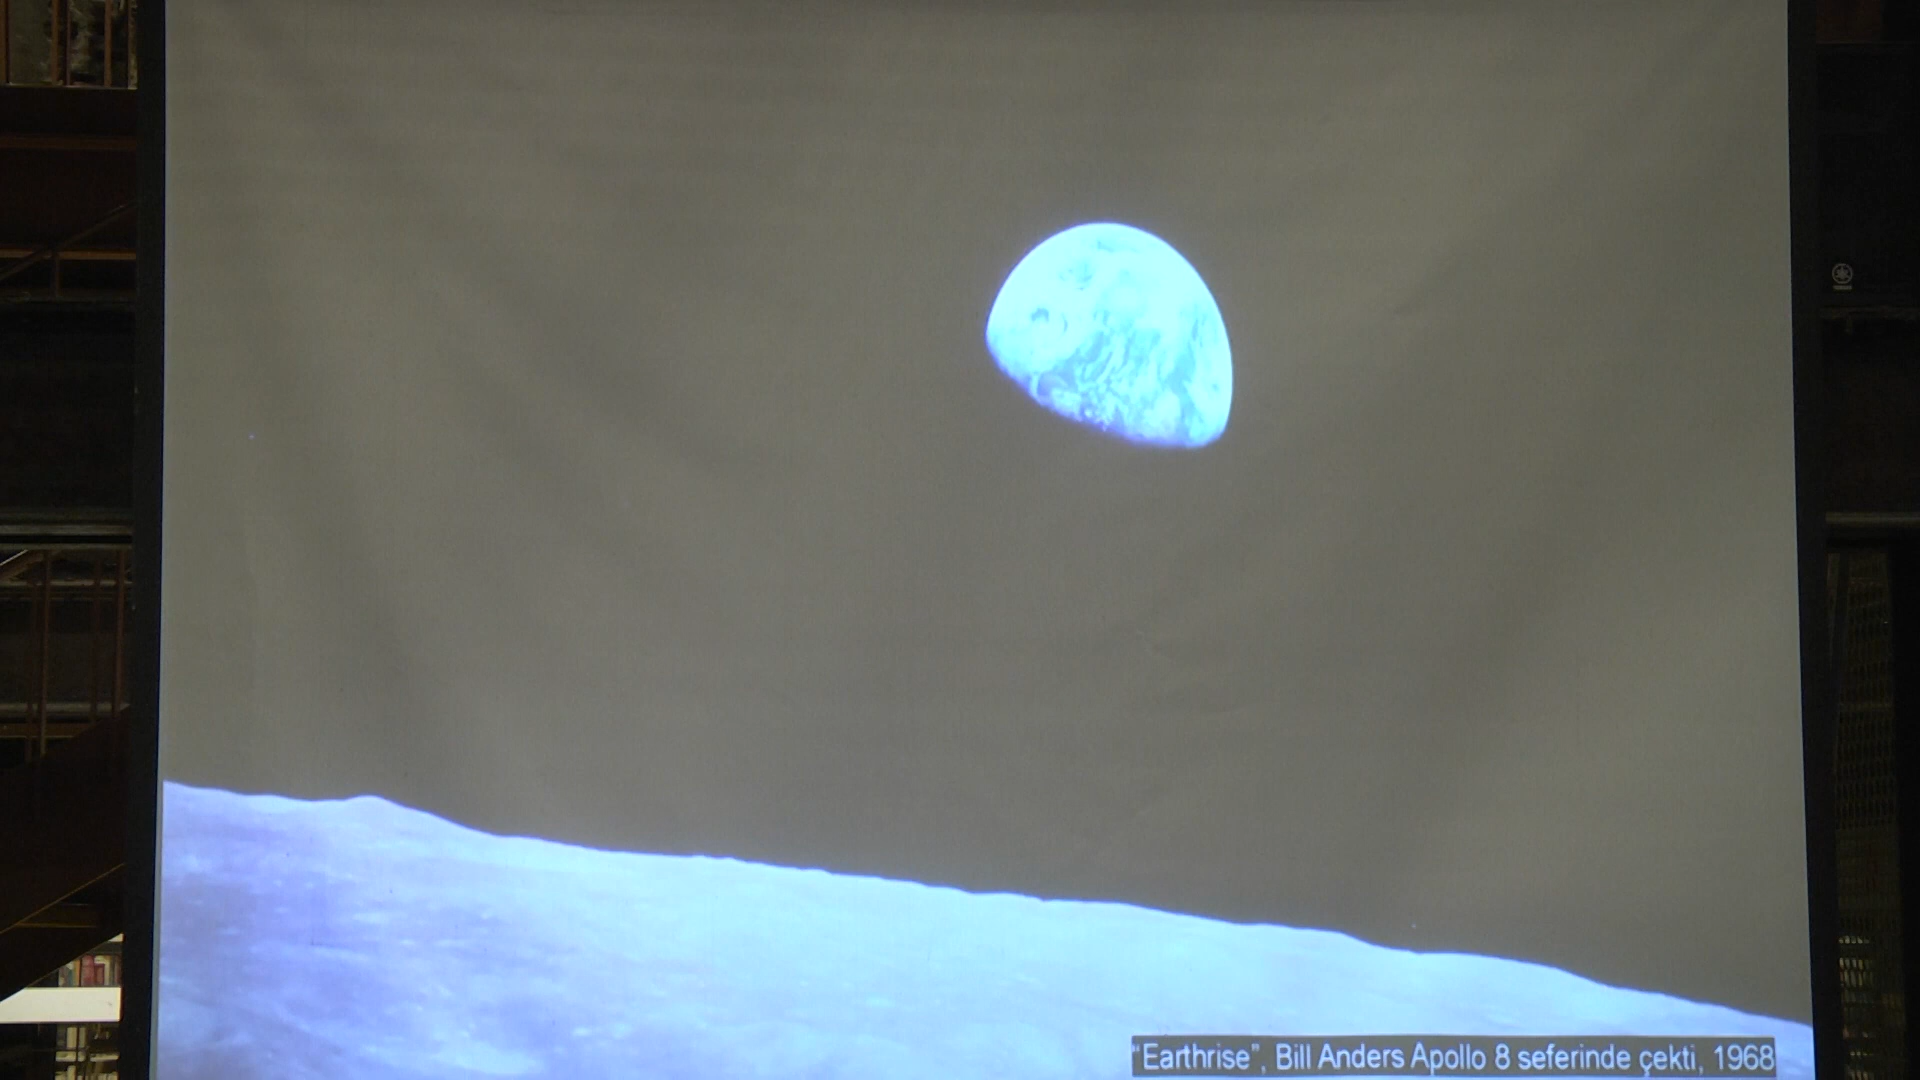 "Earthrise", Bill Anders Apollo 8 seferinde çekti, 1968